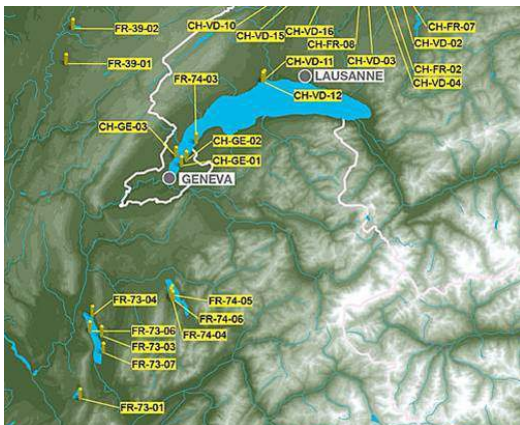 CH-VD-10
CH-VD-15
CH-VD-16
CH-FR-08
CH-FR-07
CH-VD-02
CH-VD-03
CH-FR-02
CH-VD-04
FR-39-02
FR-39-01
FR-74-03
CH-VD-11
LAUSANNE
CH-VD-12
CH-GE-03
CH-GE-02
CH-GE-01
GENEVA
FR-73-04
FR-74-05
FR-74-06
FR-73-06
FR-74-04
FR-73-03
FR-73-07
FR-73-01